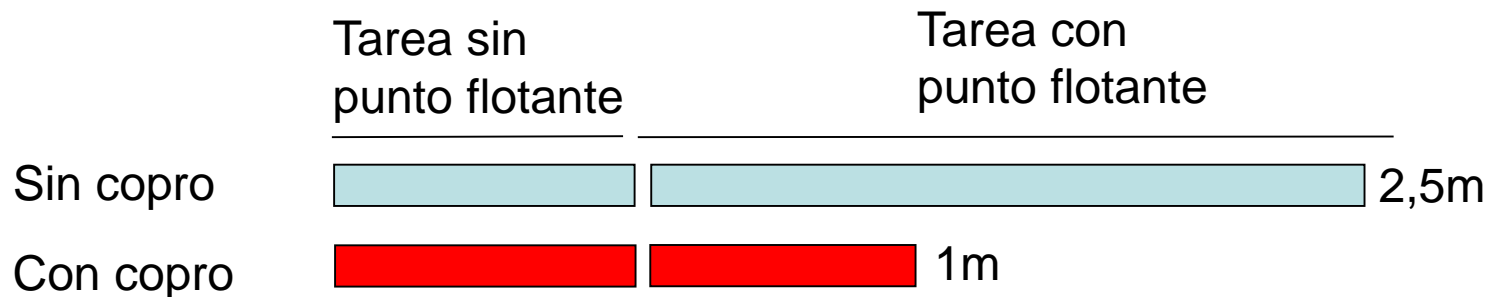 Tarea sin
punto flotante
Tarea con
punto flotante
Sin copro
2,5m
Con copro
1m